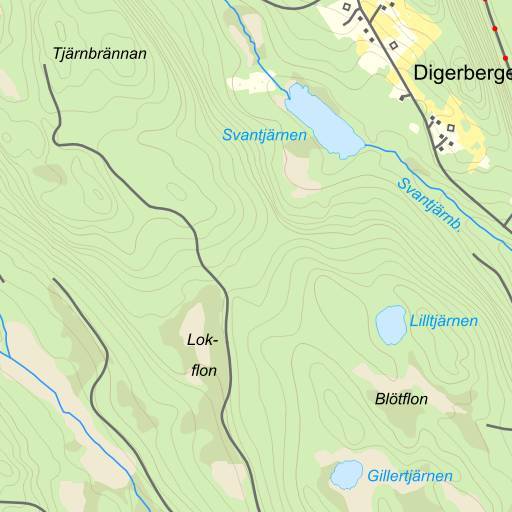 Tjärnbrännan
Digerberge
Svantjärnen
Svantjärnb.
Lilltjärnen
Lok-
flon
Blötflon
Gillertjärnen